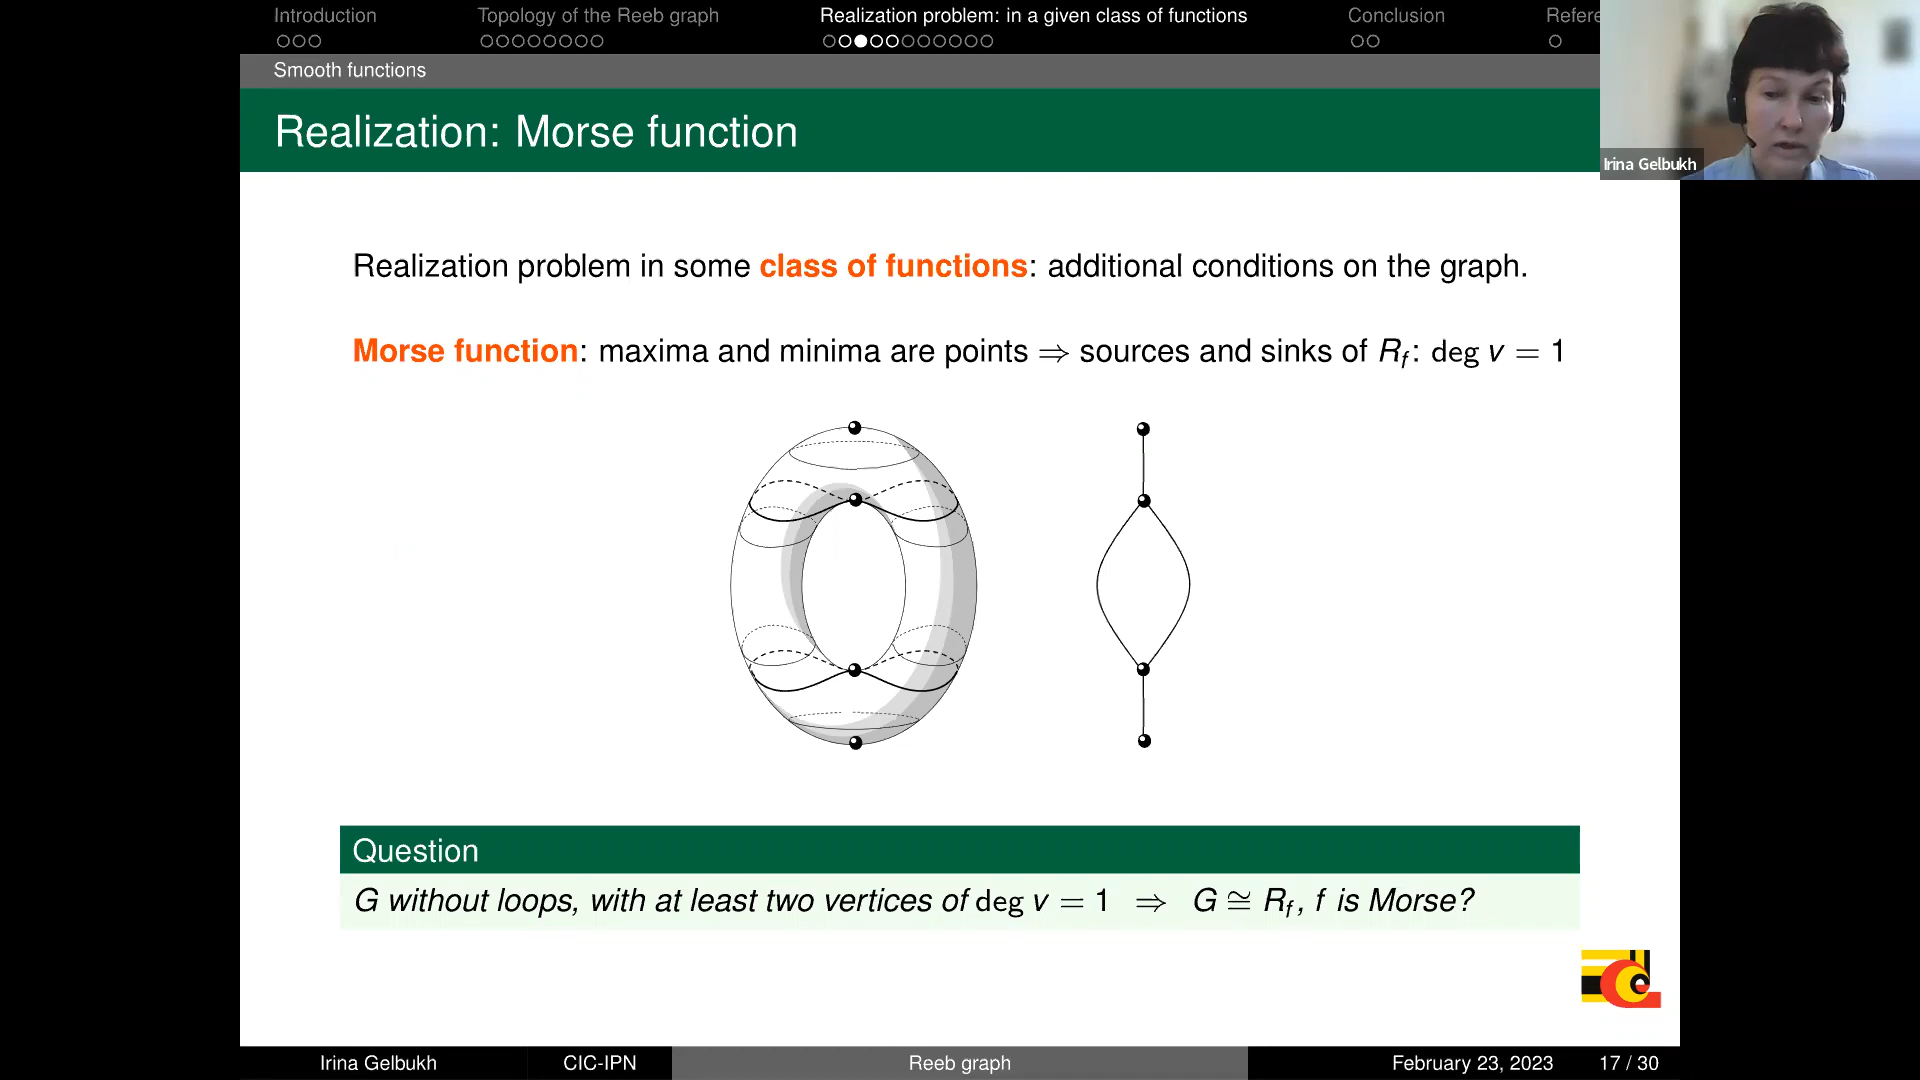 Introduction
Topology of the Reeb graph
Realization problem: in a given class of functions
Conclusion
Refere
Smooth functions
Realization: Morse function
Irina Gelbukh
Realization problem in some class of functions: additional conditions on the graph.
Morse function: maxima and minima are points ⇒ sources and sinks of R_f: deg v = 1
Question
G without loops, with at least two vertices of deg v = 1 ⇒ G ≅ R_f, f is Morse?
Irina Gelbukh
CIC-IPN
Reeb graph
February 23, 2023
17 / 30